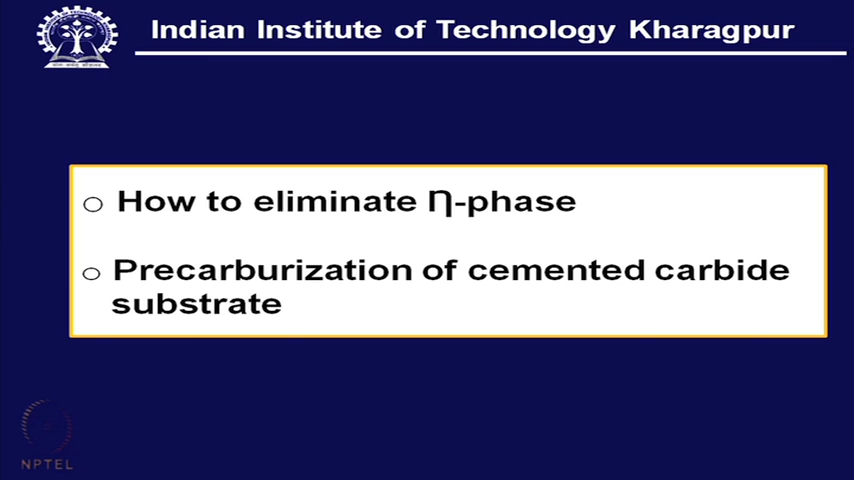 Indian Institute of Technology Kharagpur
How to eliminate Ƞ-phase
Precarburization of cemented carbide
substrate
NPTEL